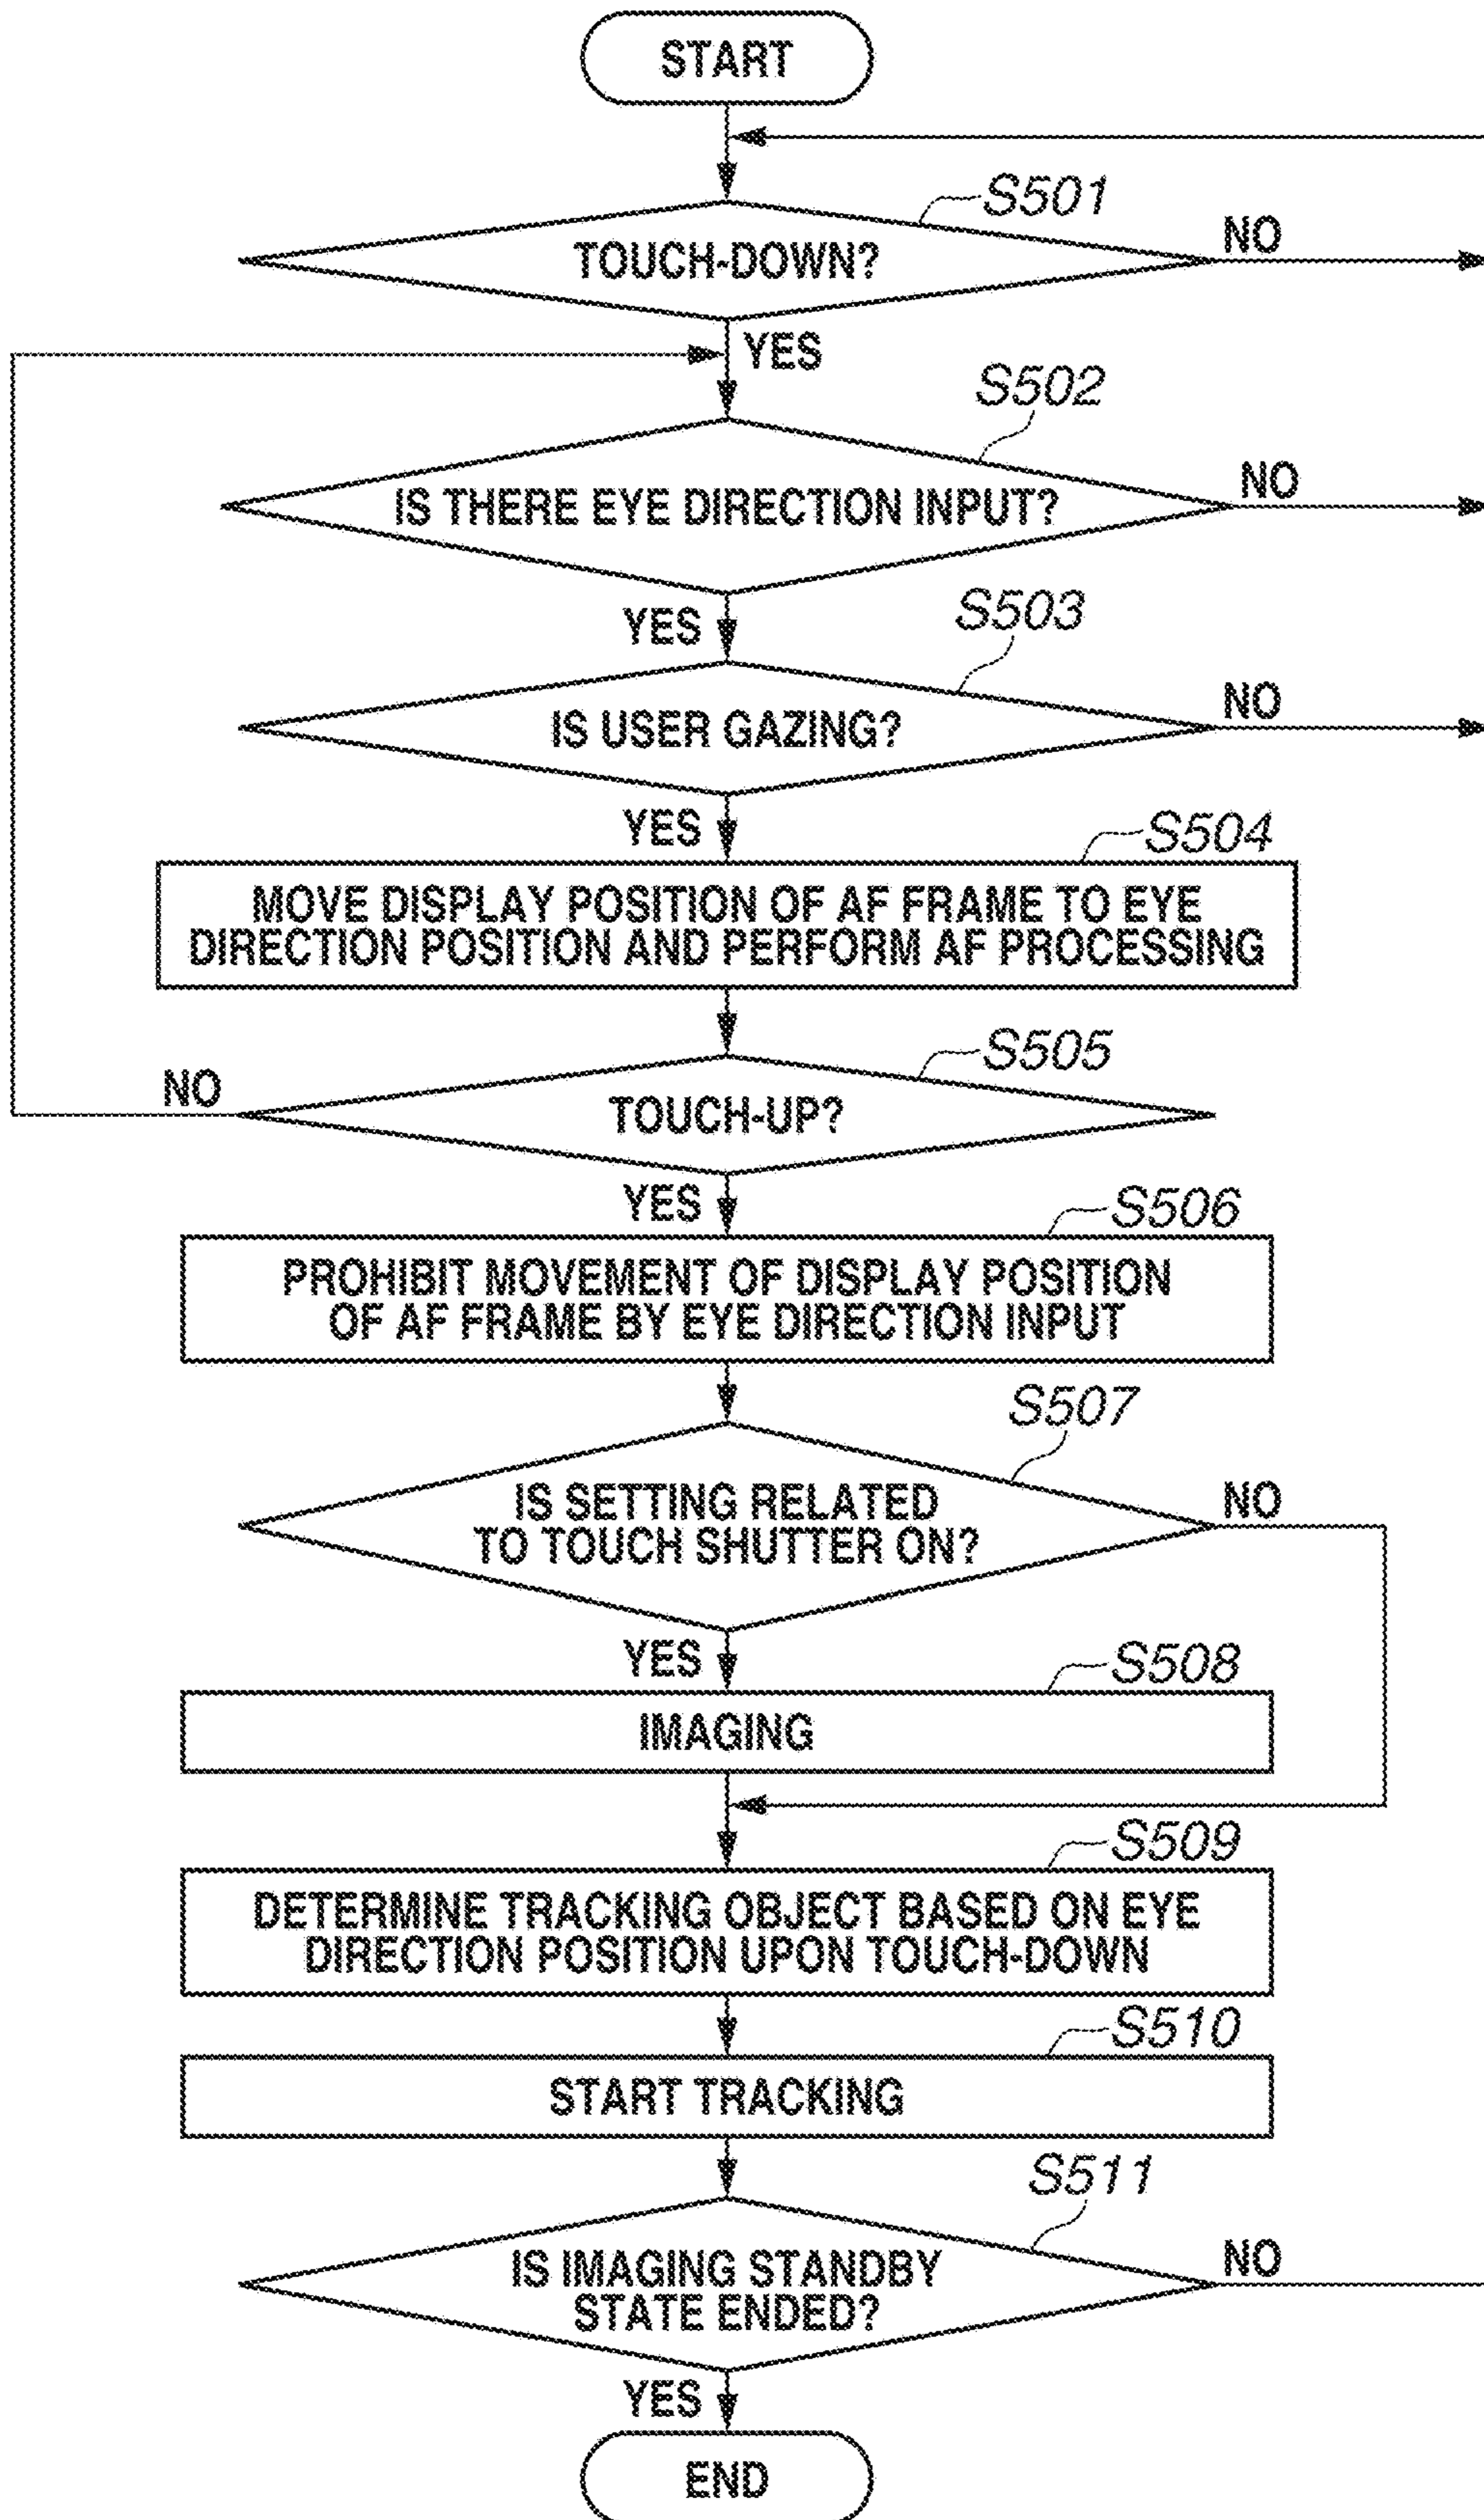 START
S501
TOUCH-DOWN?
NO
YES
S502
IS THERE EYE DIRECTION INPUT?
NO
YES
S503
IS USER GAZING?
NO
YES
S504
MOVE DISPLAY POSITION OF AF FRAME TO EYE
DIRECTION POSITION AND PERFORM AF PROCESSING
S505
NO
TOUCH-UP?
YES
S506
PROHIBIT MOVEMENT OF DISPLAY POSITION
OF AF FRAME BY EYE DIRECTION INPUT
S507
IS SETTING RELATED
TO TOUCH SHUTTER ON?
NO
YES
S508
IMAGING
S509
DETERMINE TRACKING OBJECT BASED ON EYE
DIRECTION POSITION UPON TOUCH-DOWN
S510
START TRACKING
S511
IS IMAGING STANDBY
STATE ENDED?
NO
YES
END